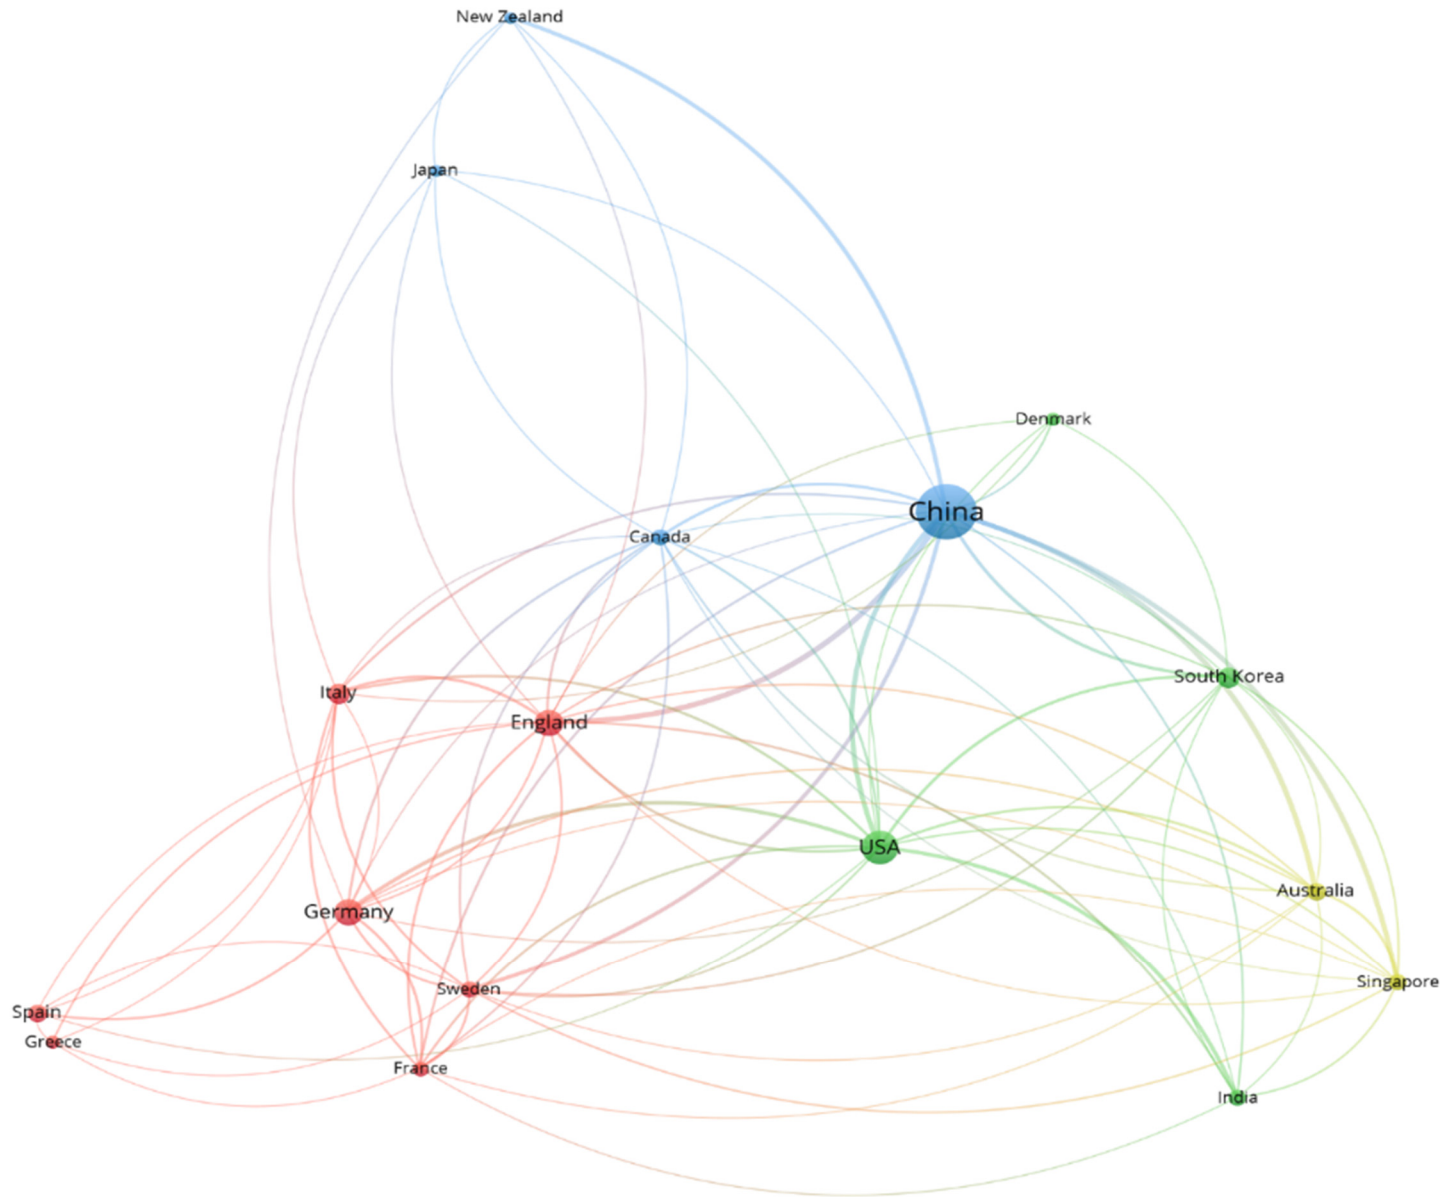 New Zealand
Japan
Denmark
China
Canada
South Korea
Italy
England
USA
Australia
Germany
Singapore
Sweden
Spain
Greece
France
India